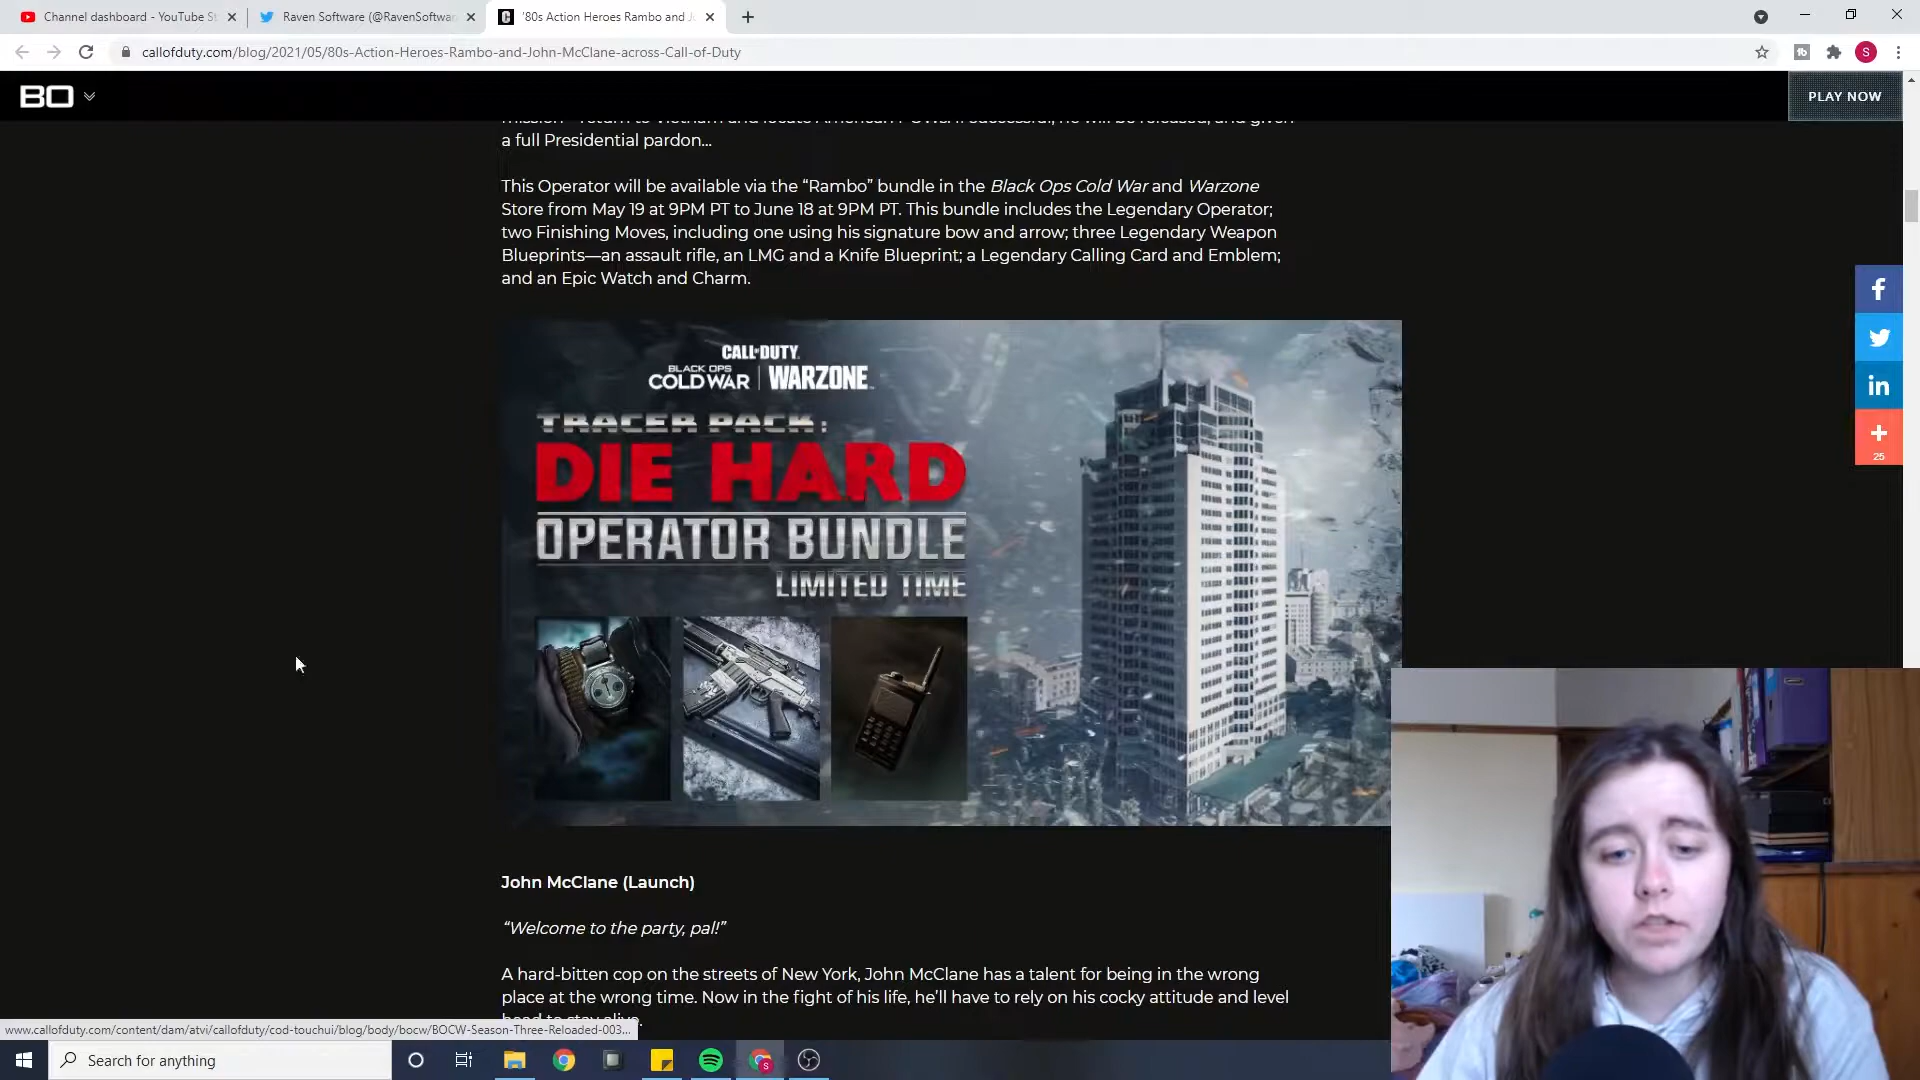 Channel dashboard - YouTube St
Raven Software (@RavenSoftwar
'80s Action Heroes Rambo and Jo
callofduty.com/blog/2021/05/80s-Action-Heroes-Rambo-and-John-McClane-across-Call-of-Duty
S
BO
PLAY NOW
a full Presidential pardon...
This Operator will be available via the “Rambo” bundle in the Black Ops Cold War and Warzone
Store from May 19 at 9PM PT to June 18 at 9PM PT. This bundle includes the Legendary Operator;
two Finishing Moves, including one using his signature bow and arrow; three Legendary Weapon
Blueprints—an assault rifle, an LMG and a Knife Blueprint; a Legendary Calling Card and Emblem;
and an Epic Watch and Charm.
25
CALL OF DUTY
BLACK OPS
COLD WAR | WARZONE
TRACER PACK:
DIE HARD
OPERATOR BUNDLE
LIMITED TIME
John McClane (Launch)
“Welcome to the party, pal!”
A hard-bitten cop on the streets of New York, John McClane has a talent for being in the wrong
place at the wrong time. Now in the fight of his life, he’ll have to rely on his cocky attitude and level
head to stay alive.
www.callofduty.com/content/dam/atvi/callofduty/cod-touchui/blog/body/bocw/BOCW-Season-Three-Reloaded-003...
Search for anything